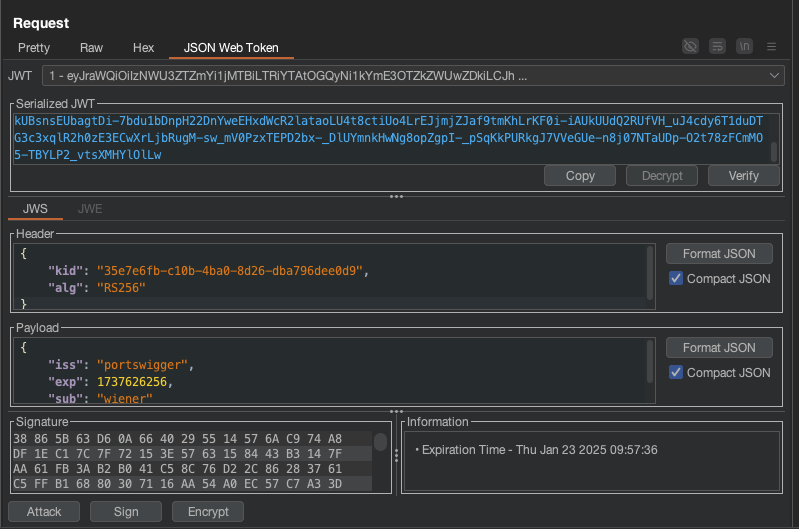 Request
Pretty Raw Hex JSON Web Token \n
JWT 1 - eyJraWQiOiIzNWU3ZTZmYi1jMTBiLTRiYTAtOGQyNi1kYmE3OTZkZWUwZDkiLCJh ...
Serialized JWT
kUBsnsEUbagtDi-7bdu1bDnpH22DnYweEHxdWcR2lataoLU4t8ctiUo4LrEJjmjZJaf9tmKhLrKF0i-iAUkUUdQ2RUfVH_uJ4cdy6T1duDT
G3c3xqlR2h0zE3ECwXrLjbRugM-sw_mV0PzxTEPD2bx-_DlUYmnkHwNg8opZgpI-_pSqKkPURkgJ7VVeGUe-n8j07NTaUDp-O2t78zFCmMO
5-TBYLP2_vtsXMHYlOlLw
Copy Decrypt Verify
JWS JWE
Header
{
"kid": "35e7e6fb-c10b-4ba0-8d26-dba796dee0d9",
"alg": "RS256"
}
Format JSON
Compact JSON
Payload
{
"iss": "portswigger",
"exp": 1737626256,
"sub": "wiener"
Format JSON
Compact JSON
Signature
38 86 5B 63 D6 0A 66 40 29 55 14 57 6A C9 74 A8
DF 1E C1 7C 7F 72 15 3E 57 63 15 84 43 B3 14 7F
AA 61 FB 3A B2 B0 41 C5 8C 76 D2 2C 86 28 37 61
C5 FF B1 68 80 30 71 16 AA 54 A0 EC 57 C7 A3 3D
Information
• Expiration Time - Thu Jan 23 2025 09:57:36
Attack Sign Encrypt